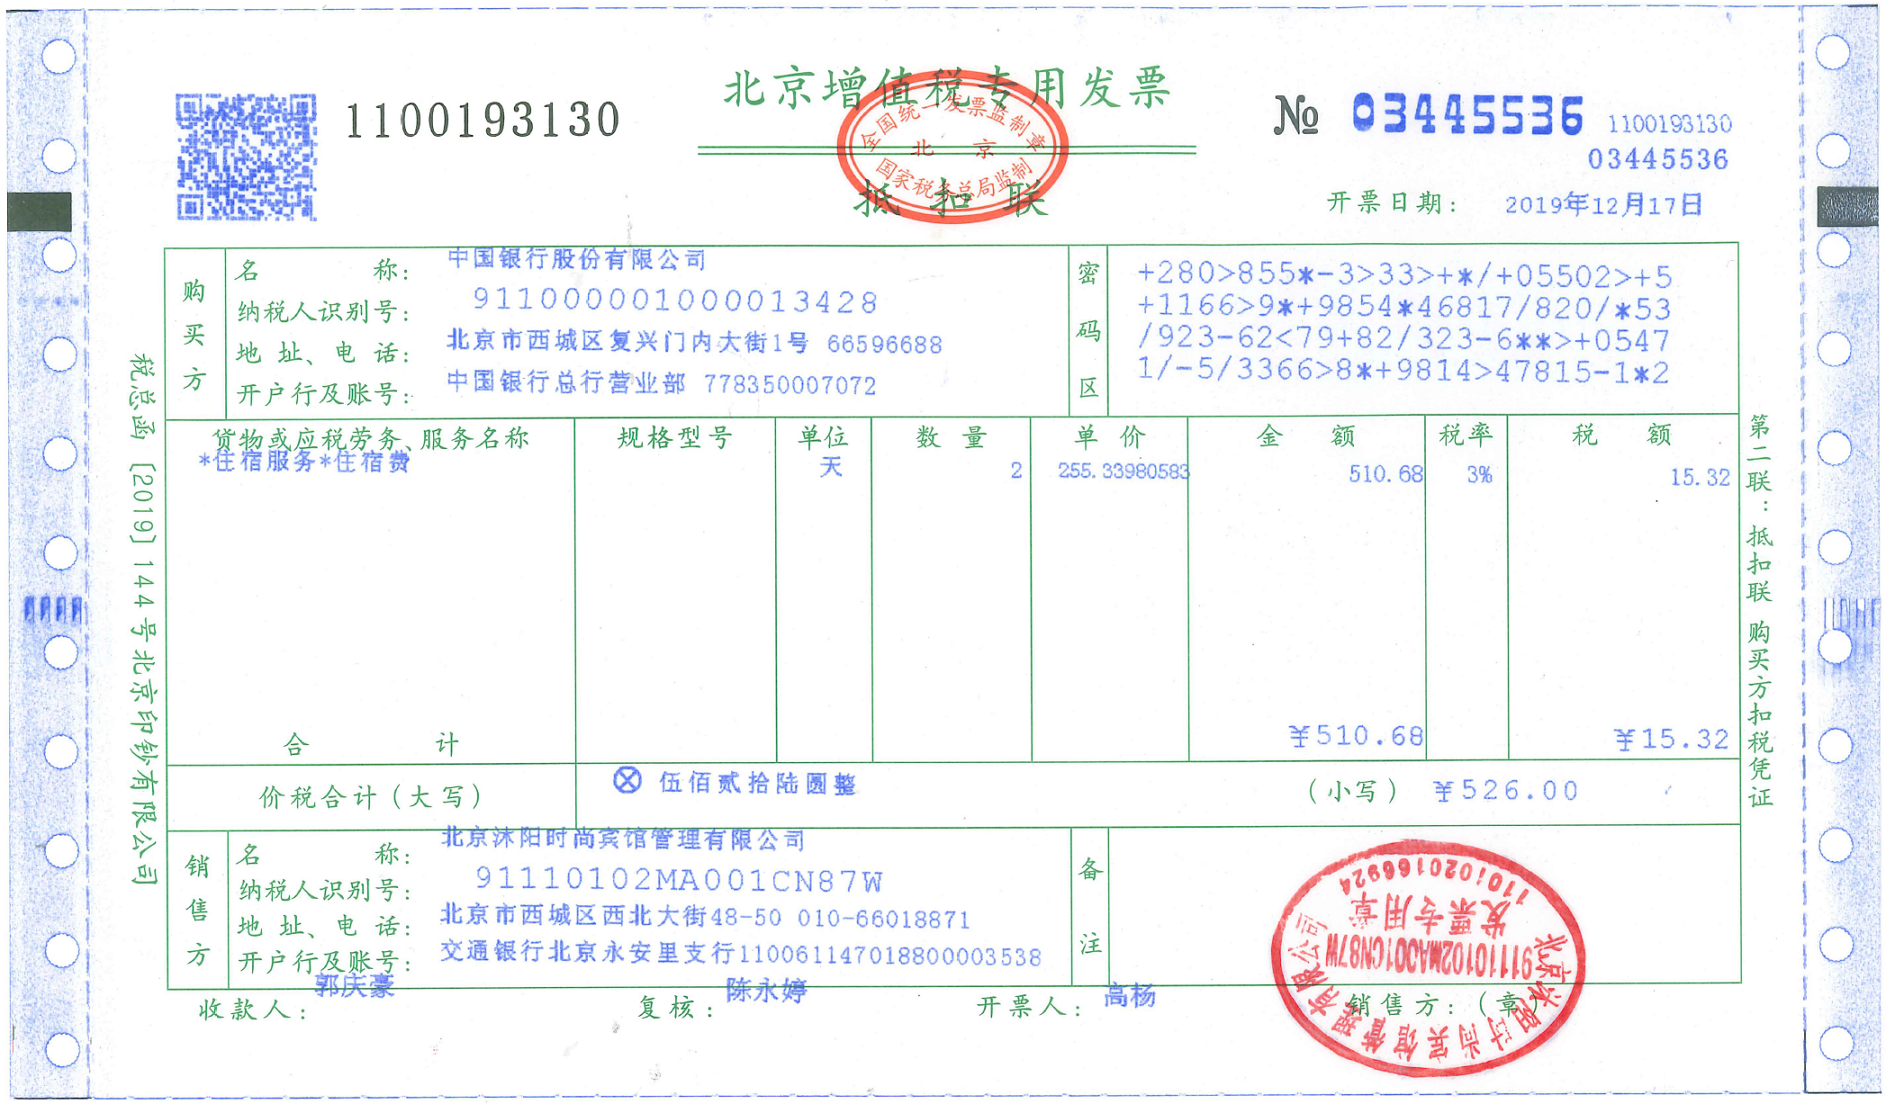 北京增值税专用发票
1100193130
№ 03445536
1100193130
03445536
全国统一发票监制章
北京
国家税务总局监制
抵扣联
开票日期: 2019年12月17日
购买方
名称: 中国银行股份有限公司
纳税人识别号: 911000001000013428
地址、电话: 北京市西城区复兴门内大街1号 66596688
开户行及账号: 中国银行总行营业部 778350007072
密码区
+280>855*-3>33>+*/+05502>+5
+1166>9*+9854*46817/820/*53
/923-62<79+82/323-6**>+0547
1/-5/3366>8*+9814>47815-1*2
货物或应税劳务、服务名称 规格型号 单位 数量 单价 金额 税率 税额
*住宿服务*住宿费 天 2 255.33980583 510.68 3% 15.32
合计 ¥510.68 ¥15.32
价税合计(大写) ⊗ 伍佰贰拾陆圆整 (小写) ¥526.00
销售方
名称: 北京沐阳时尚宾馆管理有限公司
纳税人识别号: 91110102MA001CN87W
地址、电话: 北京市西城区西北大街48-50 010-66018871
开户行及账号: 交通银行北京永安里支行110061147018800003538
备注
收款人: 郭庆豪 复核: 陈永婷 开票人: 高杨 销售方:(章)
北京沐阳时尚宾馆管理有限公司
91110102MA001CN87W
发票专用章
1101020166924
税总函[2019]144号北京印钞有限公司
第二联:抵扣联 购买方扣税凭证